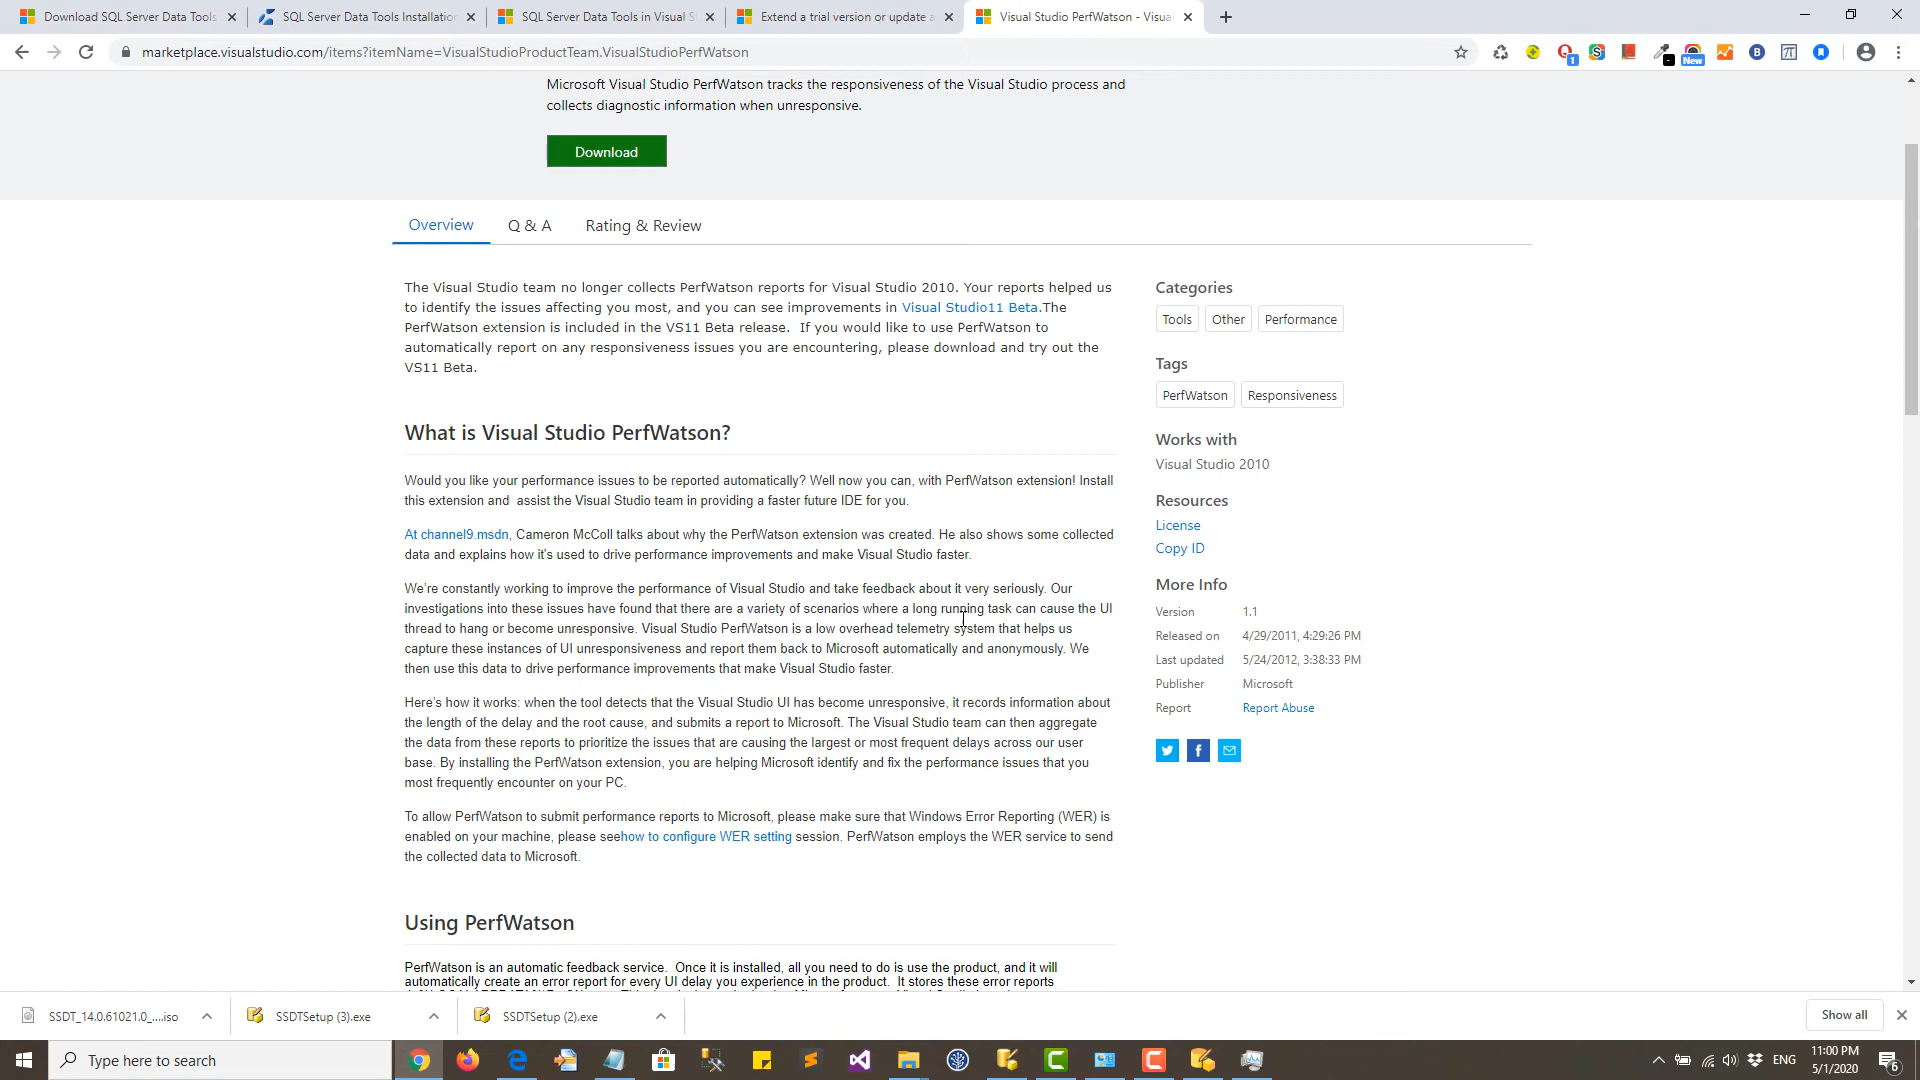 Download SQL Server Data Tools
SQL Server Data Tools Installation
SQL Server Data Tools in Visual S
Extend a trial version or update a
Visual Studio PerfWatson - Visua
marketplace.visualstudio.com/items?itemName=VisualStudioProductTeam.VisualStudioPerfWatson
1
New
B
Microsoft Visual Studio PerfWatson tracks the responsiveness of the Visual Studio process and
collects diagnostic information when unresponsive.
Download
Overview
Q & A
Rating & Review
The Visual Studio team no longer collects PerfWatson reports for Visual Studio 2010. Your reports helped us
to identify the issues affecting you most, and you can see improvements in Visual Studio11 Beta.The
PerfWatson extension is included in the VS11 Beta release.  If you would like to use PerfWatson to
automatically report on any responsiveness issues you are encountering, please download and try out the
VS11 Beta.
What is Visual Studio PerfWatson?
Would you like your performance issues to be reported automatically? Well now you can, with PerfWatson extension! Install
this extension and  assist the Visual Studio team in providing a faster future IDE for you.
At channel9.msdn, Cameron McColl talks about why the PerfWatson extension was created. He also shows some collected
data and explains how it's used to drive performance improvements and make Visual Studio faster.
We're constantly working to improve the performance of Visual Studio and take feedback about it very seriously. Our
investigations into these issues have found that there are a variety of scenarios where a long running task can cause the UI
thread to hang or become unresponsive. Visual Studio PerfWatson is a low overhead telemetry system that helps us
capture these instances of UI unresponsiveness and report them back to Microsoft automatically and anonymously. We
then use this data to drive performance improvements that make Visual Studio faster.
Here's how it works: when the tool detects that the Visual Studio UI has become unresponsive, it records information about
the length of the delay and the root cause, and submits a report to Microsoft. The Visual Studio team can then aggregate
the data from these reports to prioritize the issues that are causing the largest or most frequent delays across our user
base. By installing the PerfWatson extension, you are helping Microsoft identify and fix the performance issues that you
most frequently encounter on your PC.
To allow PerfWatson to submit performance reports to Microsoft, please make sure that Windows Error Reporting (WER) is
enabled on your machine, please seehow to configure WER setting session. PerfWatson employs the WER service to send
the collected data to Microsoft.
Using PerfWatson
PerfWatson is an automatic feedback service.  Once it is installed, all you need to do is use the product, and it will
automatically create an error report for every UI delay you experience in the product.  It stores these error reports
Categories
Tools
Other
Performance
Tags
PerfWatson
Responsiveness
Works with
Visual Studio 2010
Resources
License
Copy ID
More Info
Version 1.1
Released on 4/29/2011, 4:29:26 PM
Last updated 5/24/2012, 3:38:33 PM
Publisher Microsoft
Report Report Abuse
SSDT_14.0.61021.0_....iso
SSDTSetup (3).exe
SSDTSetup (2).exe
Show all
Type here to search
ENG
11:00 PM
5/1/2020
6